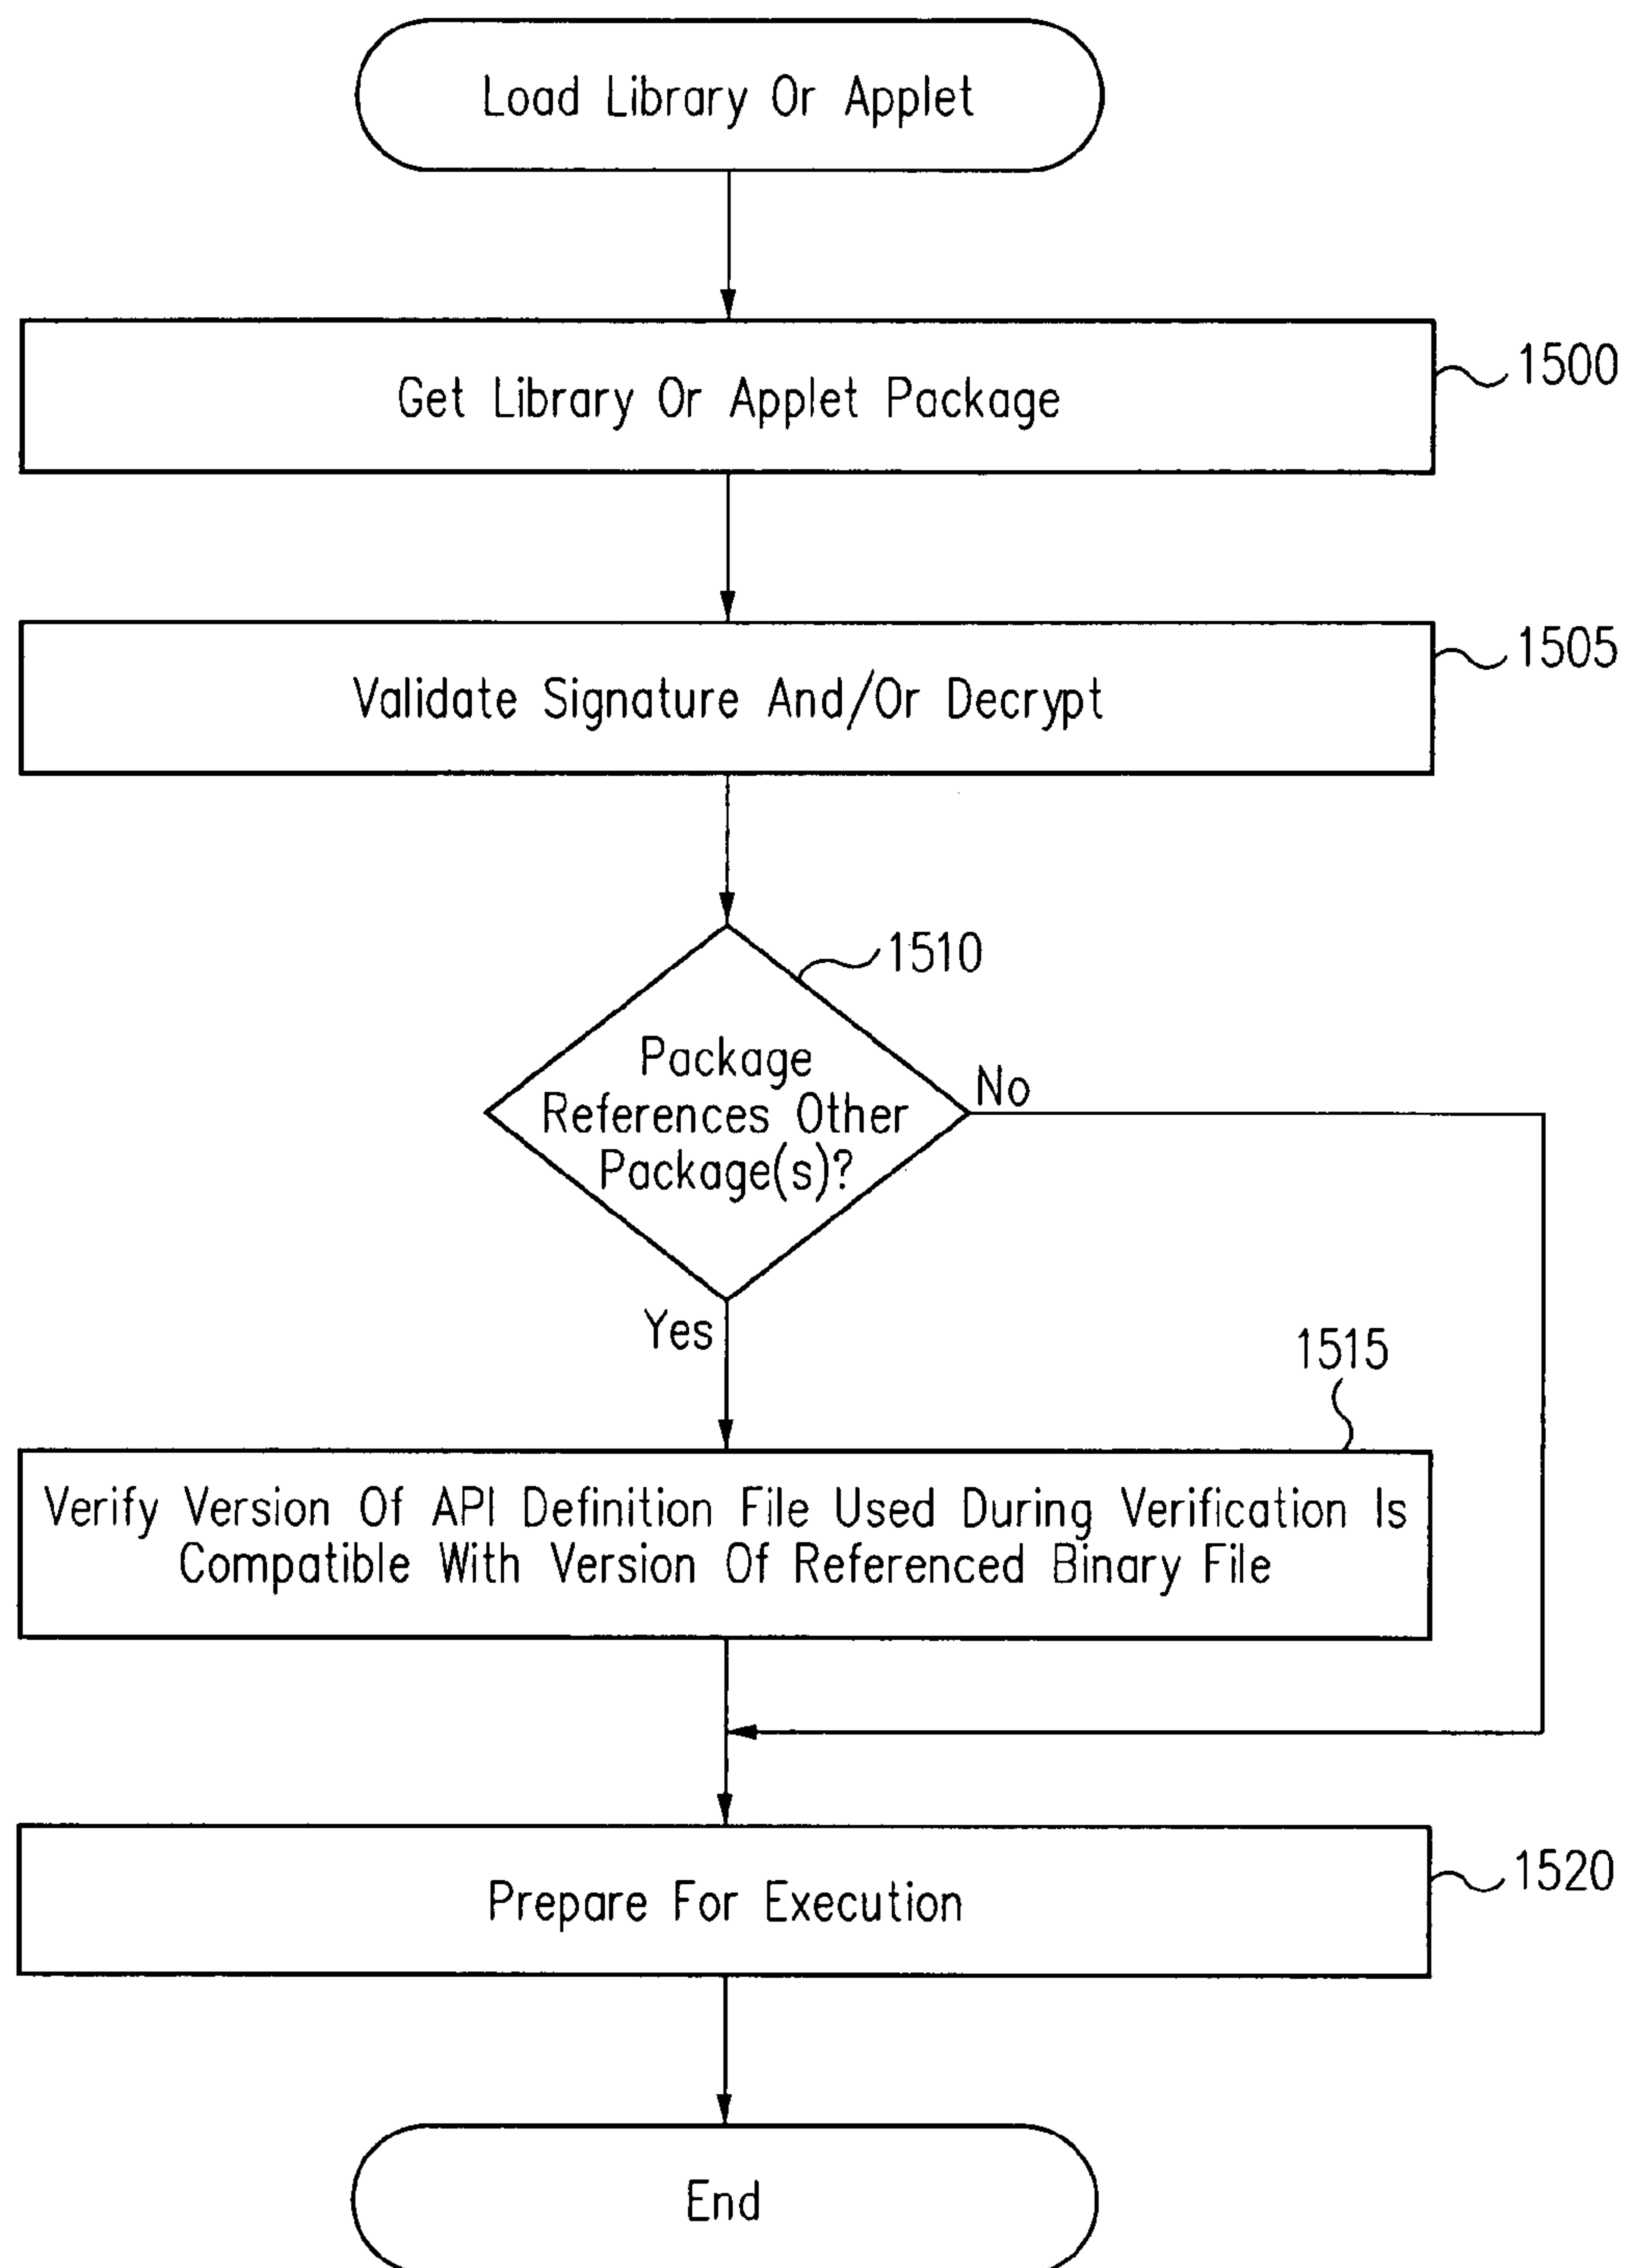 Load Library Or Applet
Get Library Or Applet Package
1500
Validate Signature And/Or Decrypt
1505
1510
Package
References Other
Package(s)?
No
Yes
1515
Verify Version Of API Definition File Used During Verification Is
Compatible With Version Of Referenced Binary File
Prepare For Execution
1520
End